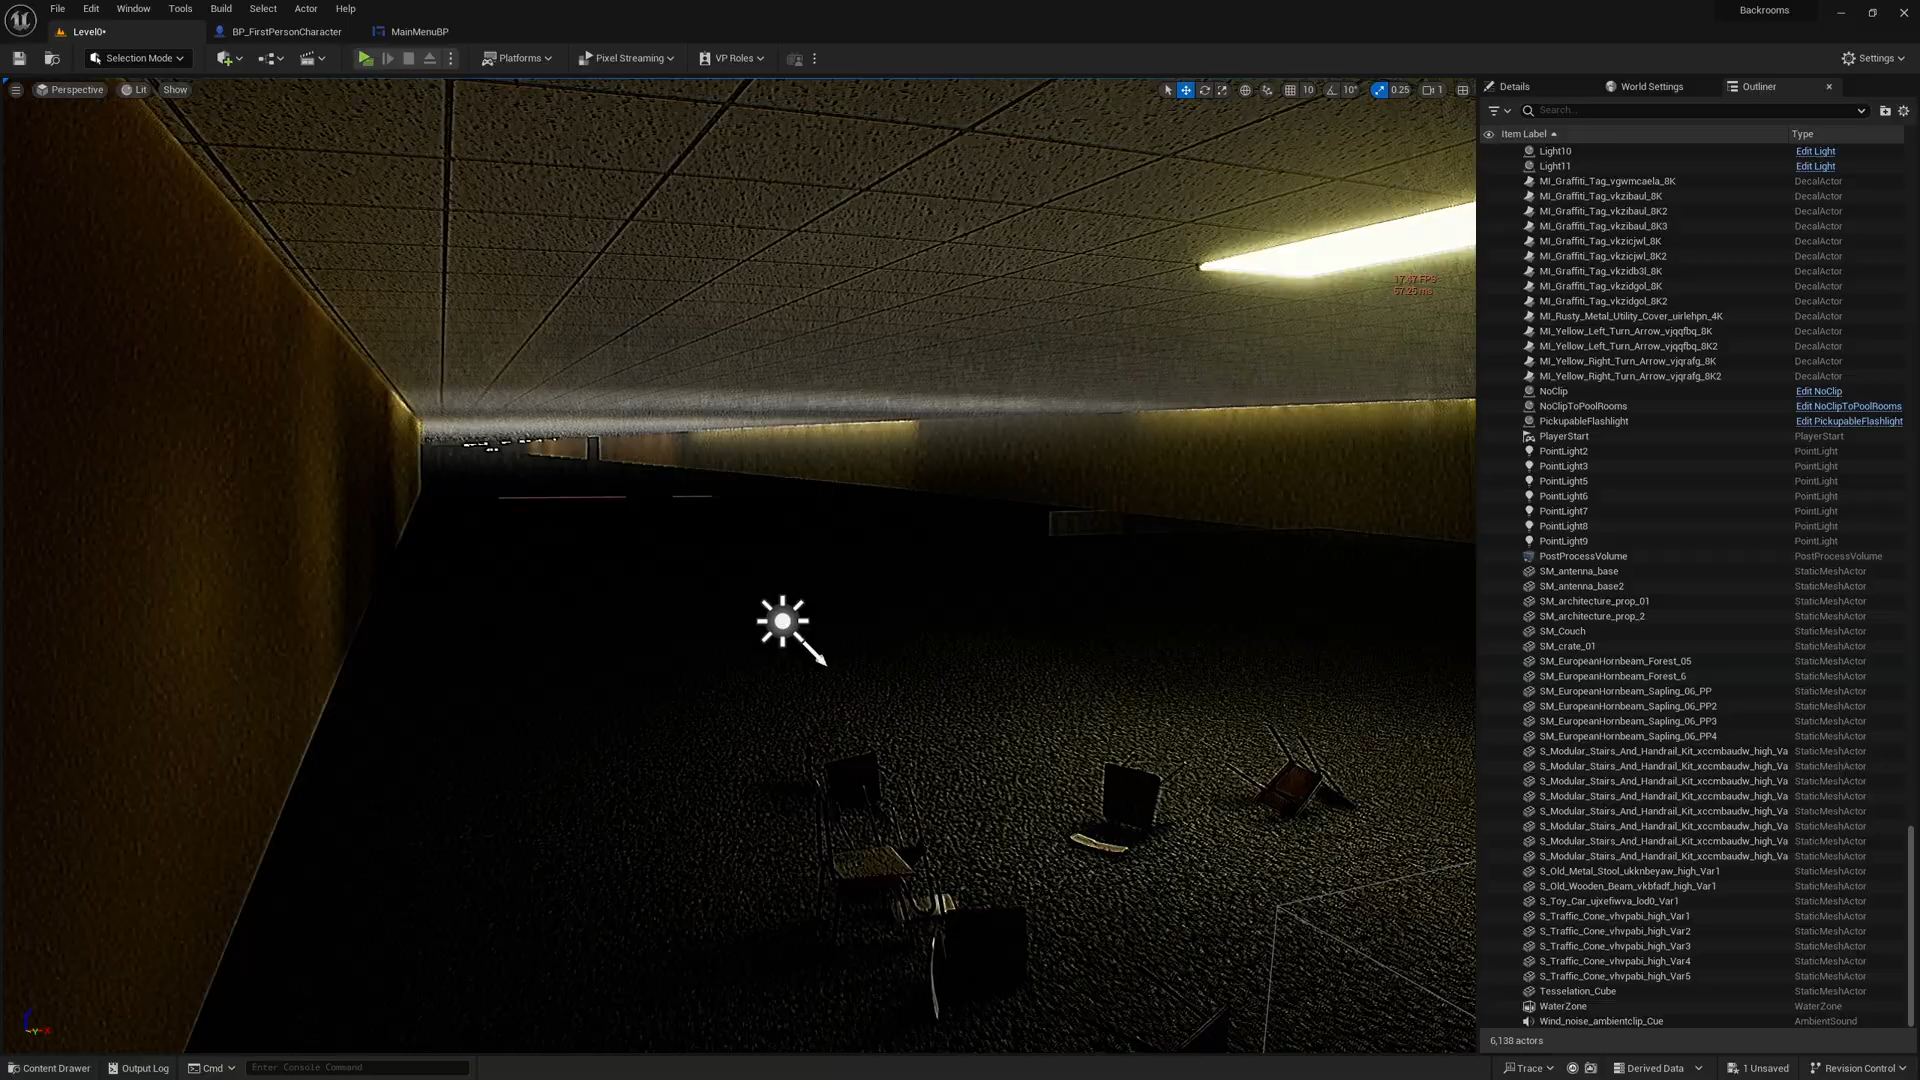 File Edit Window Tools Build Select Actor Help
Backrooms
Level0*
BP_FirstPersonCharacter
MainMenuBP
Selection Mode
Platforms
Pixel Streaming
VP Roles
Settings
Perspective
Lit
Show
10
10°
0.25
1
17.47 FPS
57.25 ms
Details
World Settings
Outliner
Search...
Item Label
Type
Light10 Edit Light
Light11 Edit Light
MI_Graffiti_Tag_vgwmcaela_8K DecalActor
MI_Graffiti_Tag_vkzibaul_8K DecalActor
MI_Graffiti_Tag_vkzibaul_8K2 DecalActor
MI_Graffiti_Tag_vkzibaul_8K3 DecalActor
MI_Graffiti_Tag_vkzicjwl_8K DecalActor
MI_Graffiti_Tag_vkzicjwl_8K2 DecalActor
MI_Graffiti_Tag_vkzidb3l_8K DecalActor
MI_Graffiti_Tag_vkzidgol_8K DecalActor
MI_Graffiti_Tag_vkzidgol_8K2 DecalActor
MI_Rusty_Metal_Utility_Cover_uirlehpn_4K DecalActor
MI_Yellow_Left_Turn_Arrow_vjqqfbq_8K DecalActor
MI_Yellow_Left_Turn_Arrow_vjqqfbq_8K2 DecalActor
MI_Yellow_Right_Turn_Arrow_vjqrafg_8K DecalActor
MI_Yellow_Right_Turn_Arrow_vjqrafg_8K2 DecalActor
NoClip Edit NoClip
NoClipToPoolRooms Edit NoClipToPoolRooms
PickupableFlashlight Edit PickupableFlashlight
PlayerStart PlayerStart
PointLight2 PointLight
PointLight3 PointLight
PointLight5 PointLight
PointLight6 PointLight
PointLight7 PointLight
PointLight8 PointLight
PointLight9 PointLight
PostProcessVolume PostProcessVolume
SM_antenna_base StaticMeshActor
SM_antenna_base2 StaticMeshActor
SM_architecture_prop_01 StaticMeshActor
SM_architecture_prop_2 StaticMeshActor
SM_Couch StaticMeshActor
SM_crate_01 StaticMeshActor
SM_EuropeanHornbeam_Forest_05 StaticMeshActor
SM_EuropeanHornbeam_Forest_6 StaticMeshActor
SM_EuropeanHornbeam_Sapling_06_PP StaticMeshActor
SM_EuropeanHornbeam_Sapling_06_PP2 StaticMeshActor
SM_EuropeanHornbeam_Sapling_06_PP3 StaticMeshActor
SM_EuropeanHornbeam_Sapling_06_PP4 StaticMeshActor
S_Modular_Stairs_And_Handrail_Kit_xccmbaudw_high_Va StaticMeshActor
S_Modular_Stairs_And_Handrail_Kit_xccmbaudw_high_Va StaticMeshActor
S_Modular_Stairs_And_Handrail_Kit_xccmbaudw_high_Va StaticMeshActor
S_Modular_Stairs_And_Handrail_Kit_xccmbaudw_high_Va StaticMeshActor
S_Modular_Stairs_And_Handrail_Kit_xccmbaudw_high_Va StaticMeshActor
S_Modular_Stairs_And_Handrail_Kit_xccmbaudw_high_Va StaticMeshActor
S_Modular_Stairs_And_Handrail_Kit_xccmbaudw_high_Va StaticMeshActor
S_Modular_Stairs_And_Handrail_Kit_xccmbaudw_high_Va StaticMeshActor
S_Old_Metal_Stool_ukknbeyaw_high_Var1 StaticMeshActor
S_Old_Wooden_Beam_vkbfadf_high_Var1 StaticMeshActor
S_Toy_Car_ujxefiwva_lod0_Var1 StaticMeshActor
S_Traffic_Cone_vhvpabi_high_Var1 StaticMeshActor
S_Traffic_Cone_vhvpabi_high_Var2 StaticMeshActor
S_Traffic_Cone_vhvpabi_high_Var3 StaticMeshActor
S_Traffic_Cone_vhvpabi_high_Var4 StaticMeshActor
S_Traffic_Cone_vhvpabi_high_Var5 StaticMeshActor
Tesselation_Cube StaticMeshActor
WaterZone WaterZone
Wind_noise_ambientclip_Cue AmbientSound
6,138 actors
Content Drawer
Output Log
Cmd
Enter Console Command
Trace
Derived Data
1 Unsaved
Revision Control